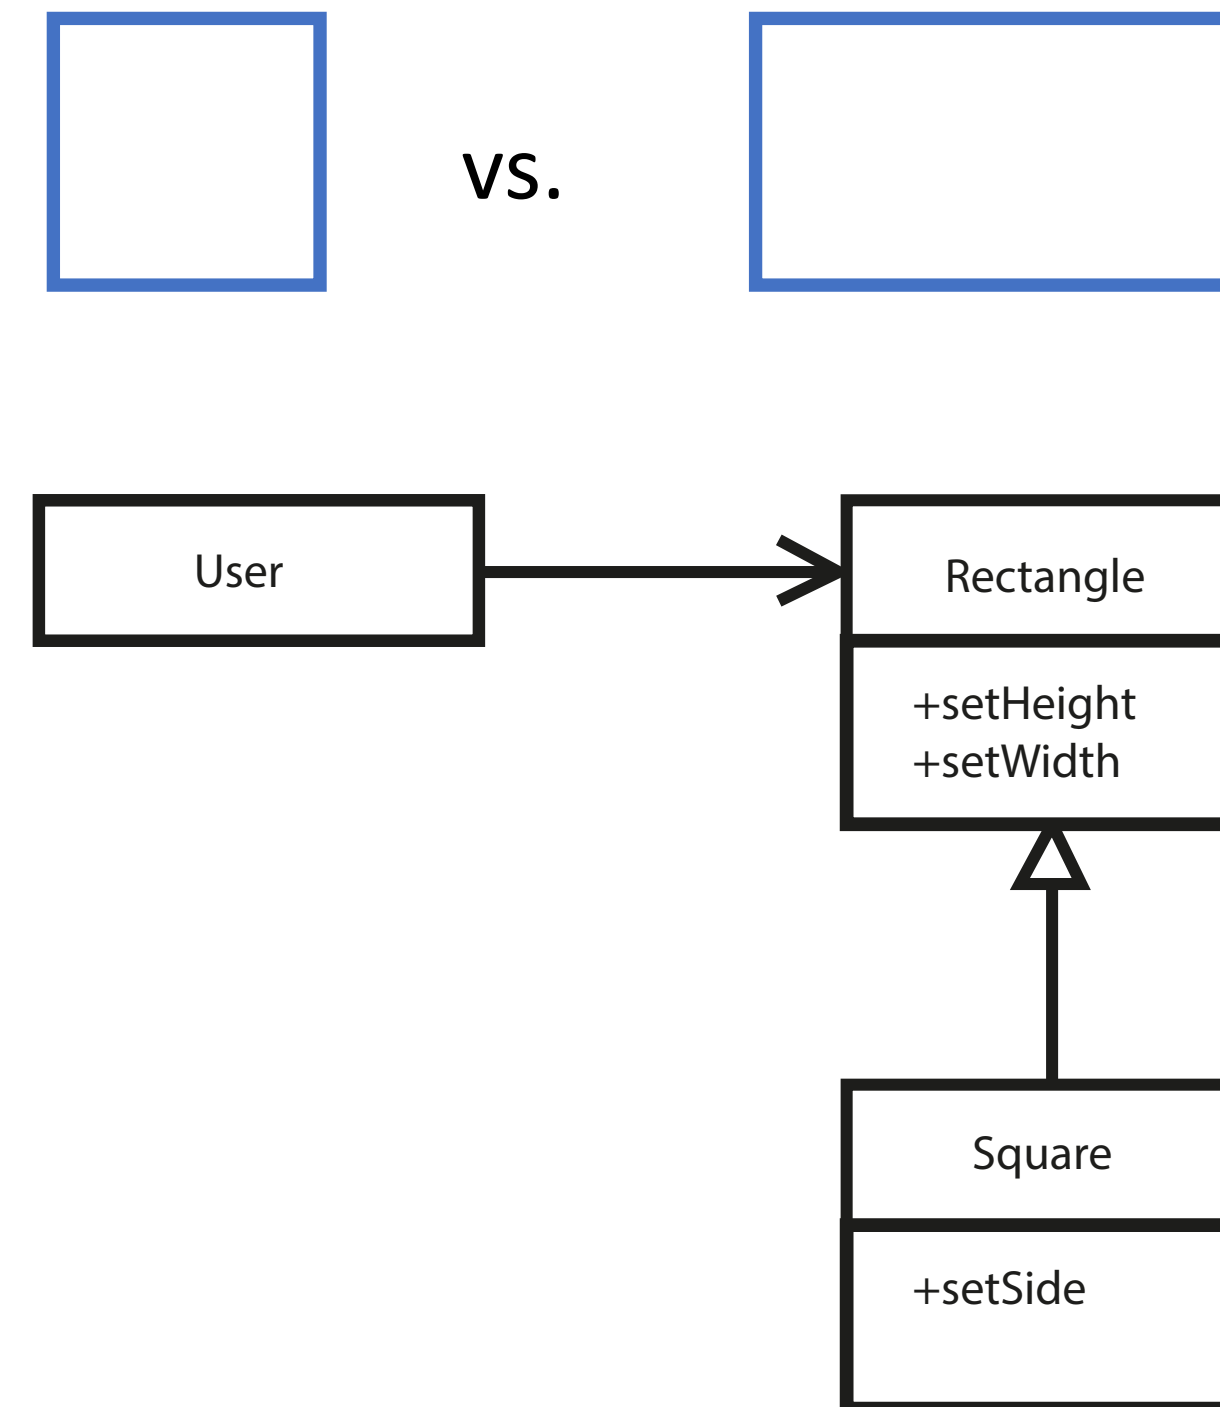 vs.
User
Rectangle
+setHeight
+setWidth
Square
+setSide